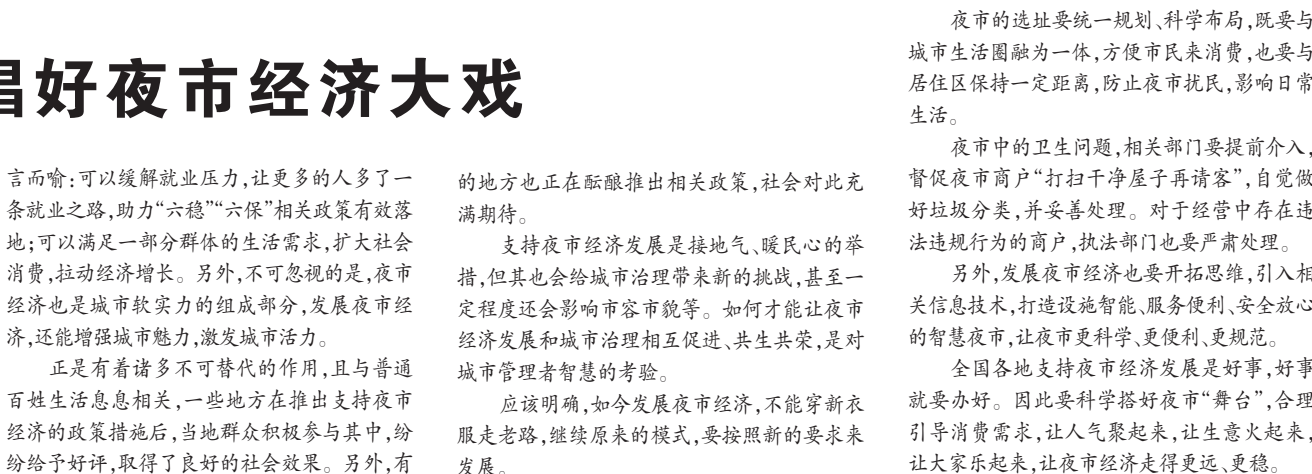 唱好夜市经济大戏
言而喻:可以缓解就业压力,让更多的人多了一
条就业之路,助力“六稳”“六保”相关政策有效落
地;可以满足一部分群体的生活需求,扩大社会
消费,拉动经济增长。另外,不可忽视的是,夜市
经济也是城市软实力的组成部分,发展夜市经
济,还能增强城市魅力,激发城市活力。
正是有着诸多不可替代的作用,且与普通
百姓生活息息相关,一些地方在推出支持夜市
经济的政策措施后,当地群众积极参与其中,纷
纷给予好评,取得了良好的社会效果。另外,有
的地方也正在酝酿推出相关政策,社会对此充
满期待。
支持夜市经济发展是接地气、暖民心的举
措,但其也会给城市治理带来新的挑战,甚至一
定程度还会影响市容市貌等。如何才能让夜市
经济发展和城市治理相互促进、共生共荣,是对
城市管理者智慧的考验。
应该明确,如今发展夜市经济,不能穿新衣
服走老路,继续原来的模式,要按照新的要求来
发展。
夜市的选址要统一规划、科学布局,既要与
城市生活圈融为一体,方便市民来消费,也要与
居住区保持一定距离,防止夜市扰民,影响日常
生活。
夜市中的卫生问题,相关部门要提前介入,
督促夜市商户“打扫干净屋子再请客”,自觉做
好垃圾分类,并妥善处理。对于经营中存在违
法违规行为的商户,执法部门也要严肃处理。
另外,发展夜市经济也要开拓思维,引入相
关信息技术,打造设施智能、服务便利、安全放心
的智慧夜市,让夜市更科学、更便利、更规范。
全国各地支持夜市经济发展是好事,好事
就要办好。因此要科学搭好夜市“舞台”,合理
引导消费需求,让人气聚起来,让生意火起来,
让大家乐起来,让夜市经济走得更远、更稳。